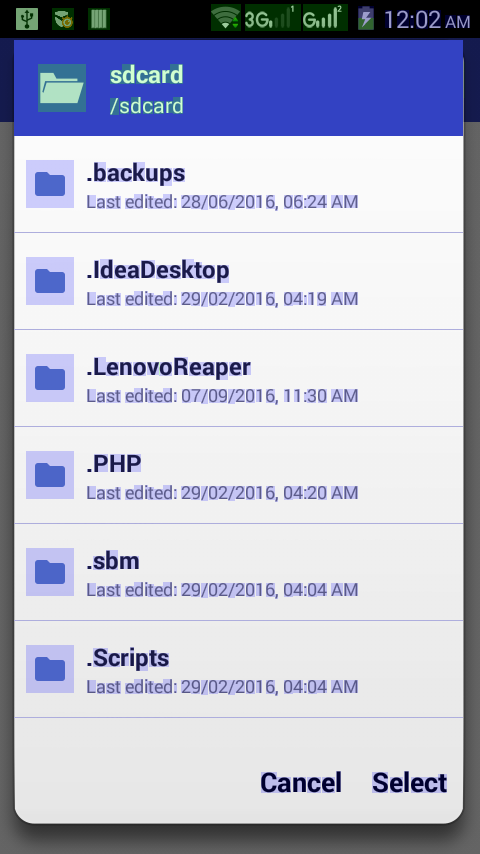 3G 1 G 2 12:02 AM
sdcard
/sdcard
.backups
Last edited: 28/06/2016, 06:24 AM
.IdeaDesktop
Last edited: 29/02/2016, 04:19 AM
.LenovoReaper
Last edited: 07/09/2016, 11:30 AM
.PHP
Last edited: 29/02/2016, 04:20 AM
.sbm
Last edited: 29/02/2016, 04:04 AM
.Scripts
Last edited: 29/02/2016, 04:04 AM
Cancel Select